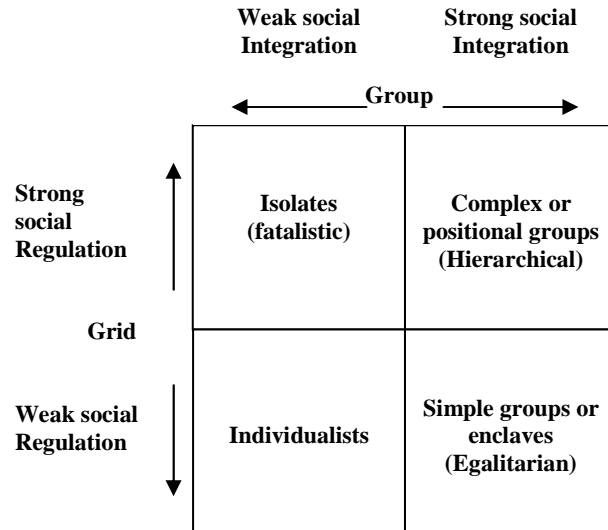 Weak social
Integration
Strong social
Integration
Group
Strong
social
Regulation
Isolates
(fatalistic)
Complex or
positional groups
(Hierarchical)
Grid
Weak social
Regulation
Individualists
Simple groups or
enclaves
(Egalitarian)